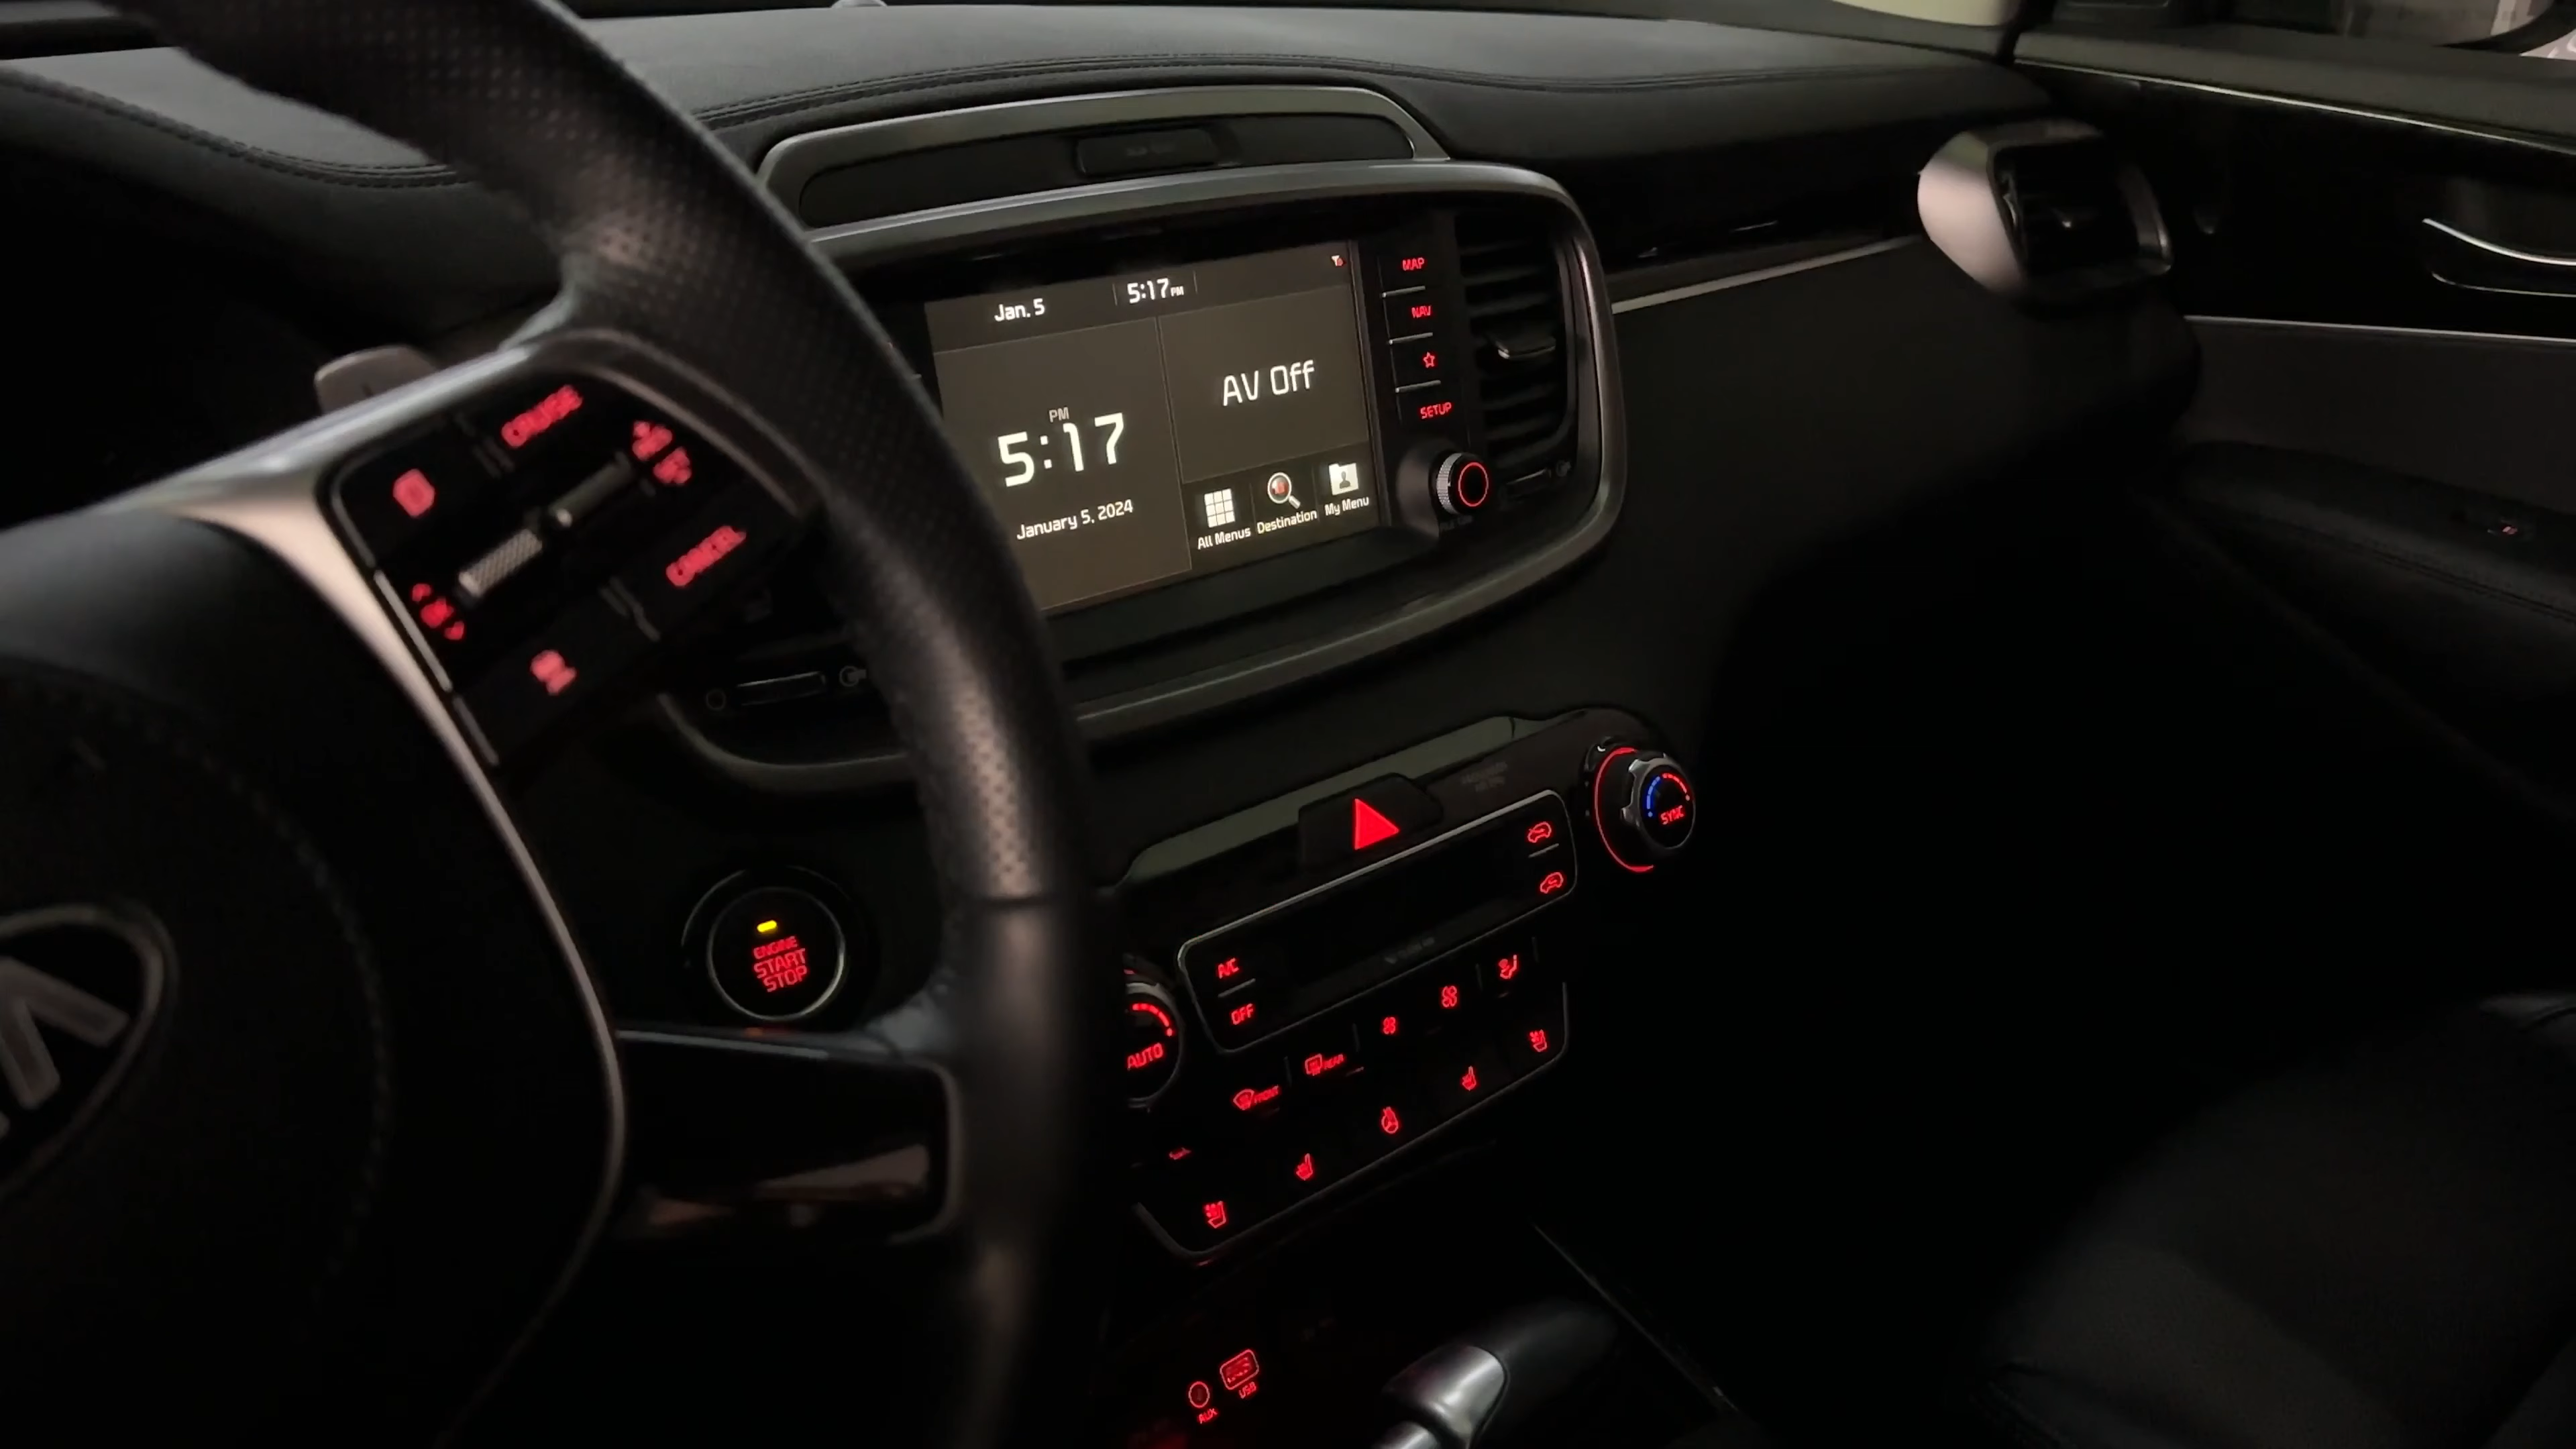 Jan. 5
5:17 PM
MAP
NAV
SETUP
AV Off
PM
5:17
January 5, 2024
All Menus
Destination
My Menu
CRUISE
CANCEL
ENGINE
START
STOP
SYNC
A/C
OFF
AUTO
FRONT
REAR
AUX
USB